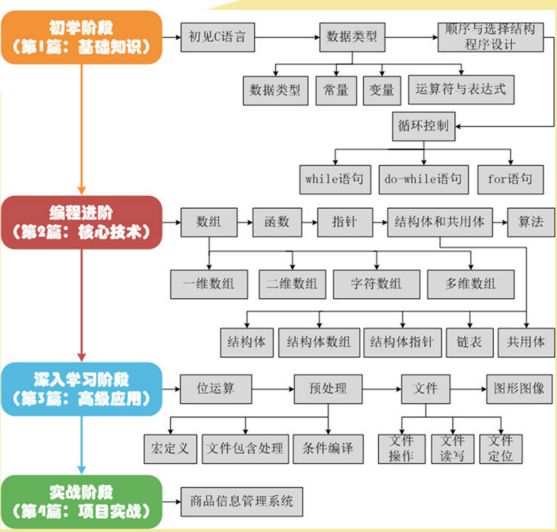 初学阶段
(第1篇：基础知识)
初见C语言
数据类型
顺序与选择结构
程序设计
数据类型
常量
变量
运算符与表达式
循环控制
while语句
do-while语句
for语句
编程进阶
(第2篇：核心技术)
数组
函数
指针
结构体和共用体
算法
一维数组
二维数组
字符数组
多维数组
结构体
结构体数组
结构体指针
链表
共用体
深入学习阶段
(第3篇：高级应用)
位运算
预处理
文件
图形图像
宏定义
文件包含处理
条件编译
文件
操作
文件
读写
文件
定位
实战阶段
(第4篇：项目实战)
商品信息管理系统